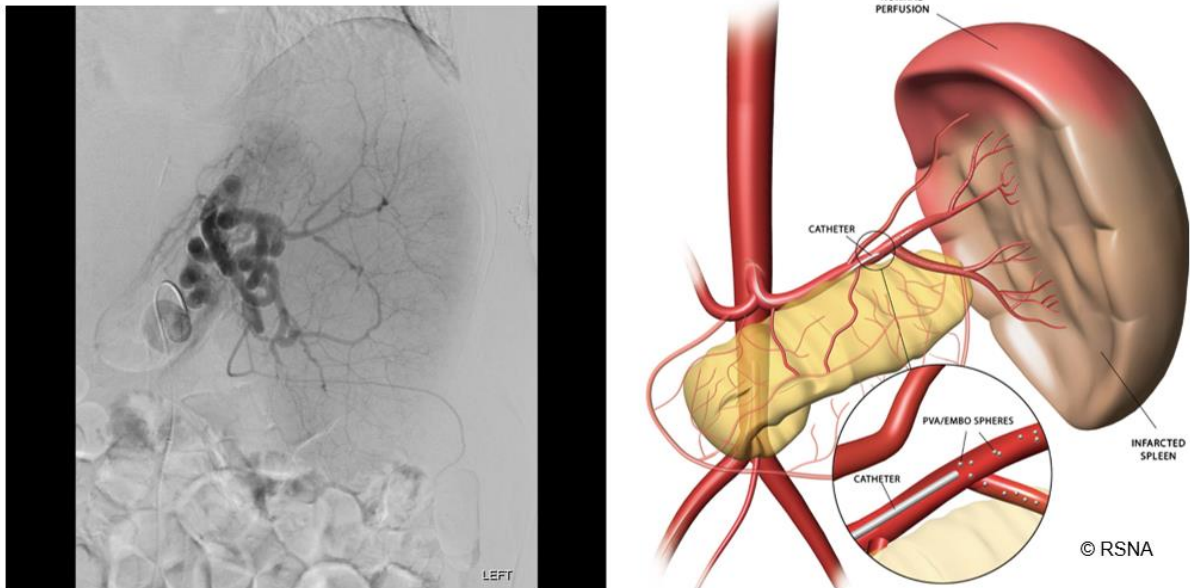 LEFT
PERFUSION
CATHETER
PVA/EMBO SPHERES
CATHETER
INFARCTED
SPLEEN
© RSNA